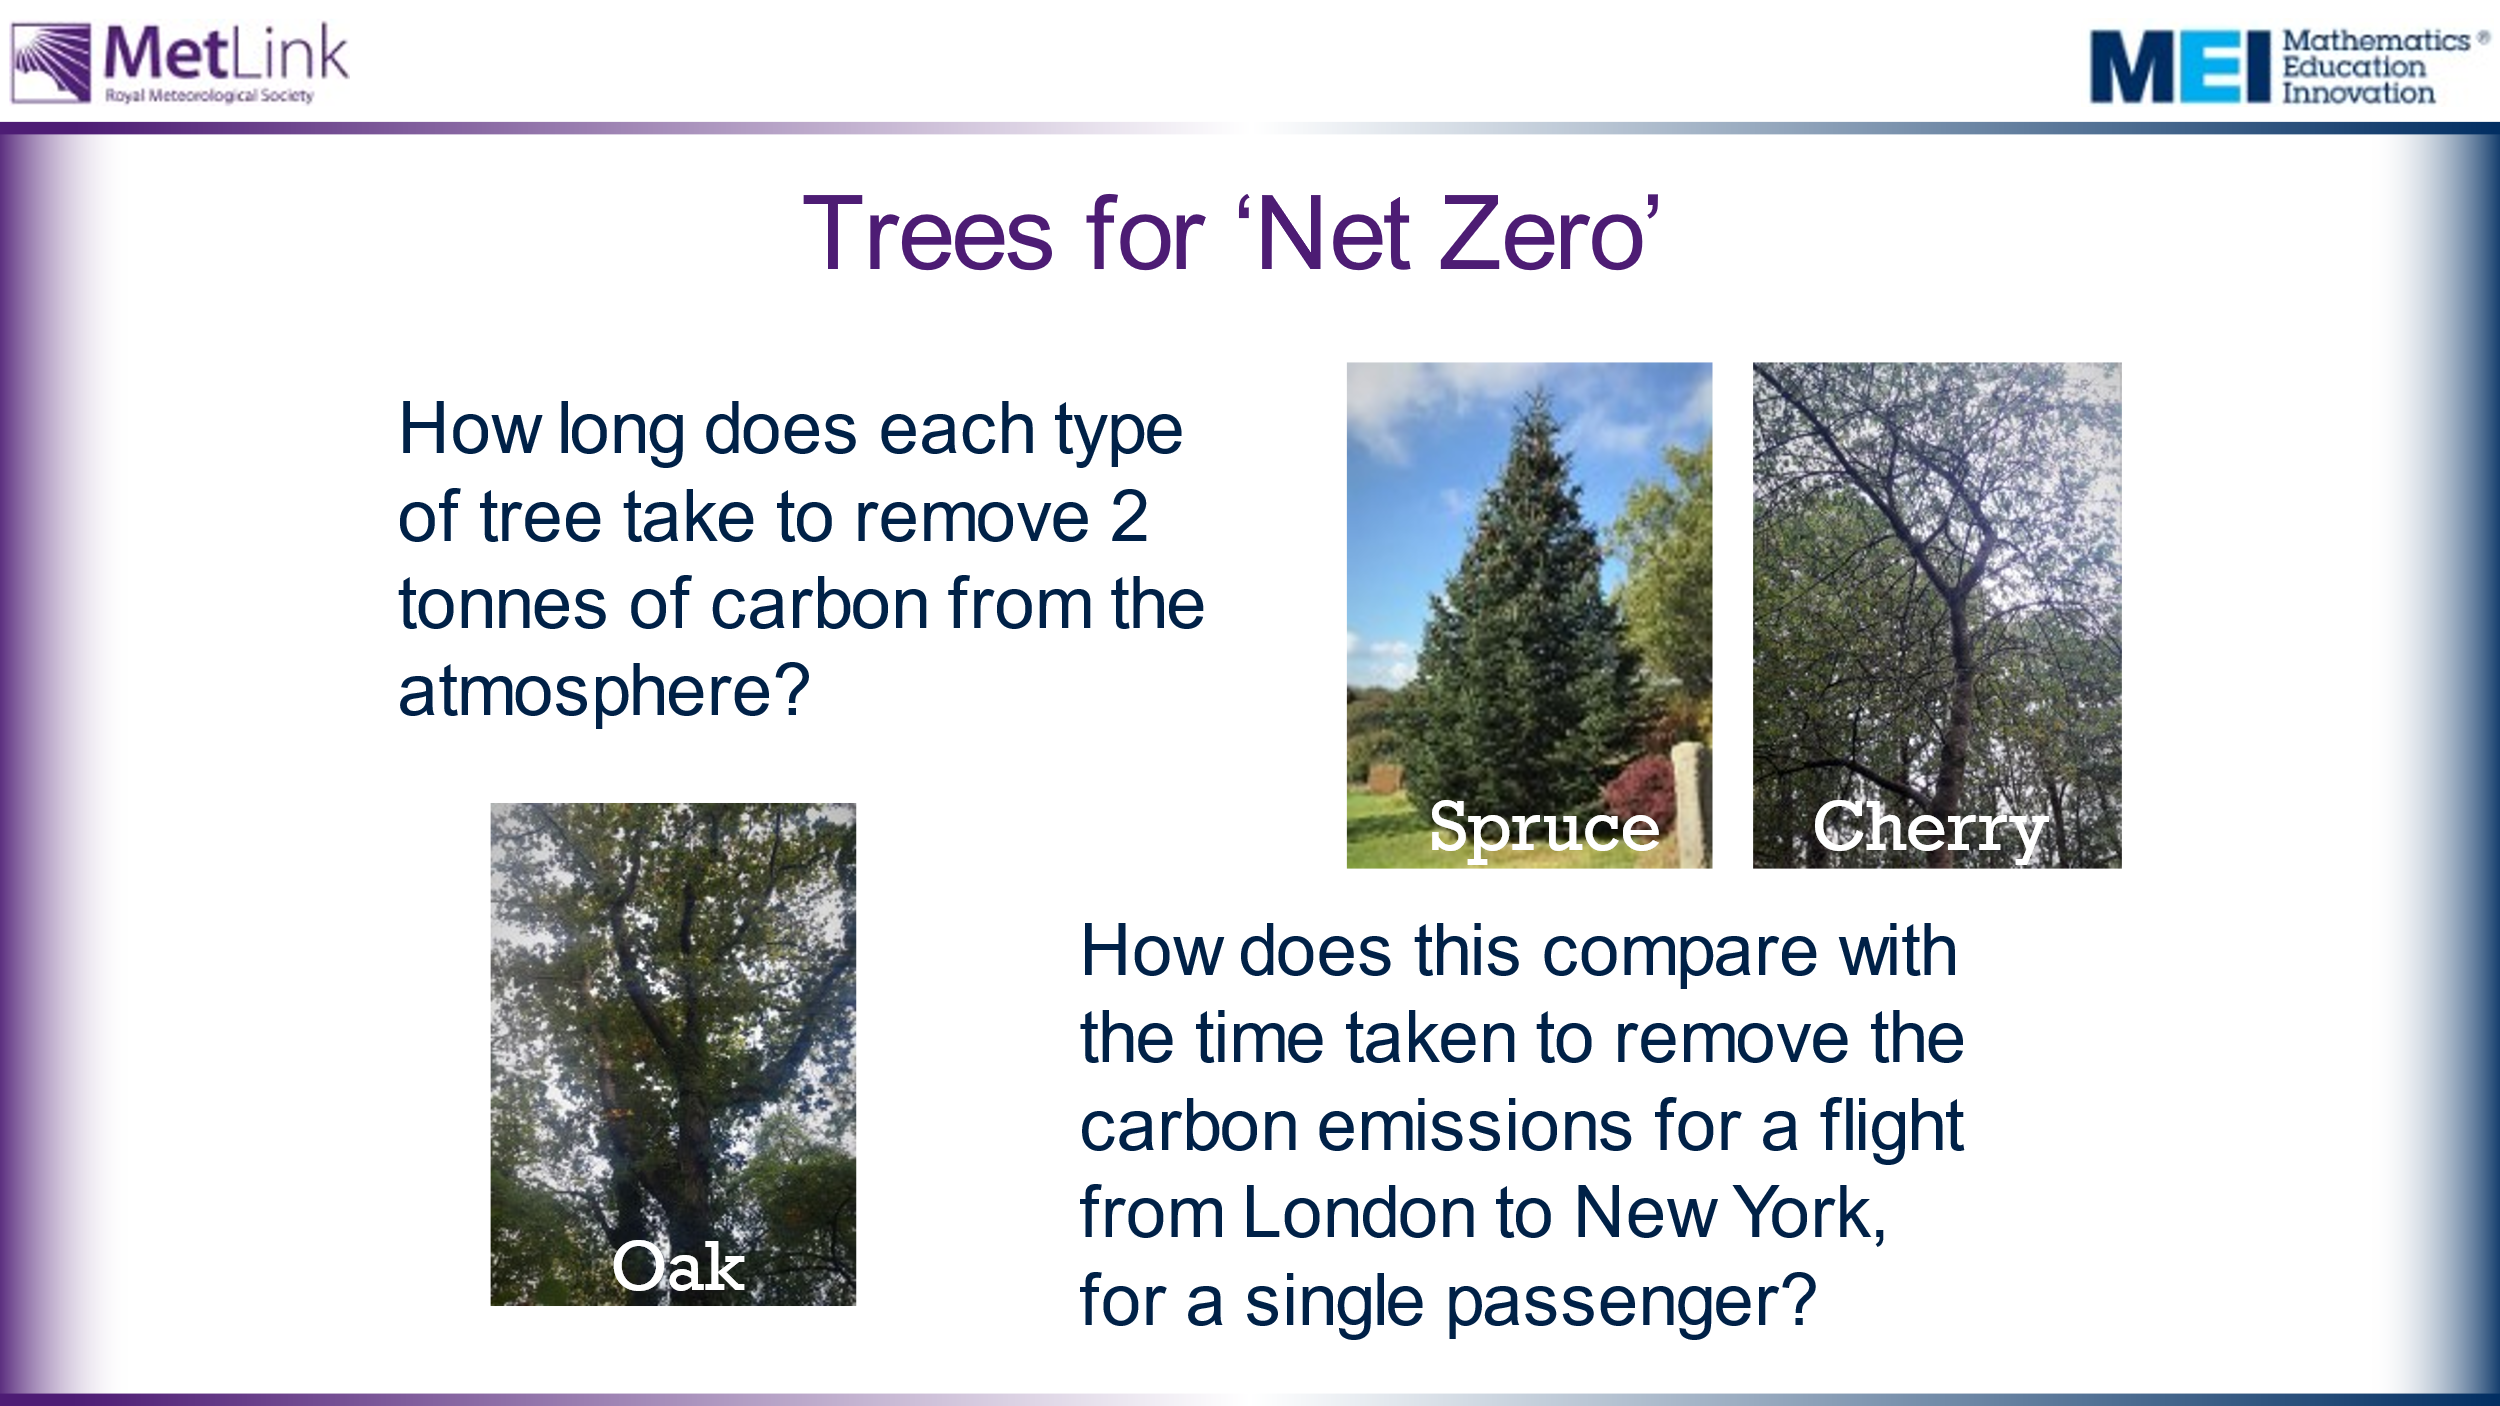 MetLink
Royal Meteorological Society
MEI
Mathematics ®
Education
Innovation
Trees for ‘Net Zero’
How long does each type
of tree take to remove 2
tonnes of carbon from the
atmosphere?
Spruce
Cherry
Oak
How does this compare with
the time taken to remove the
carbon emissions for a flight
from London to New York,
for a single passenger?